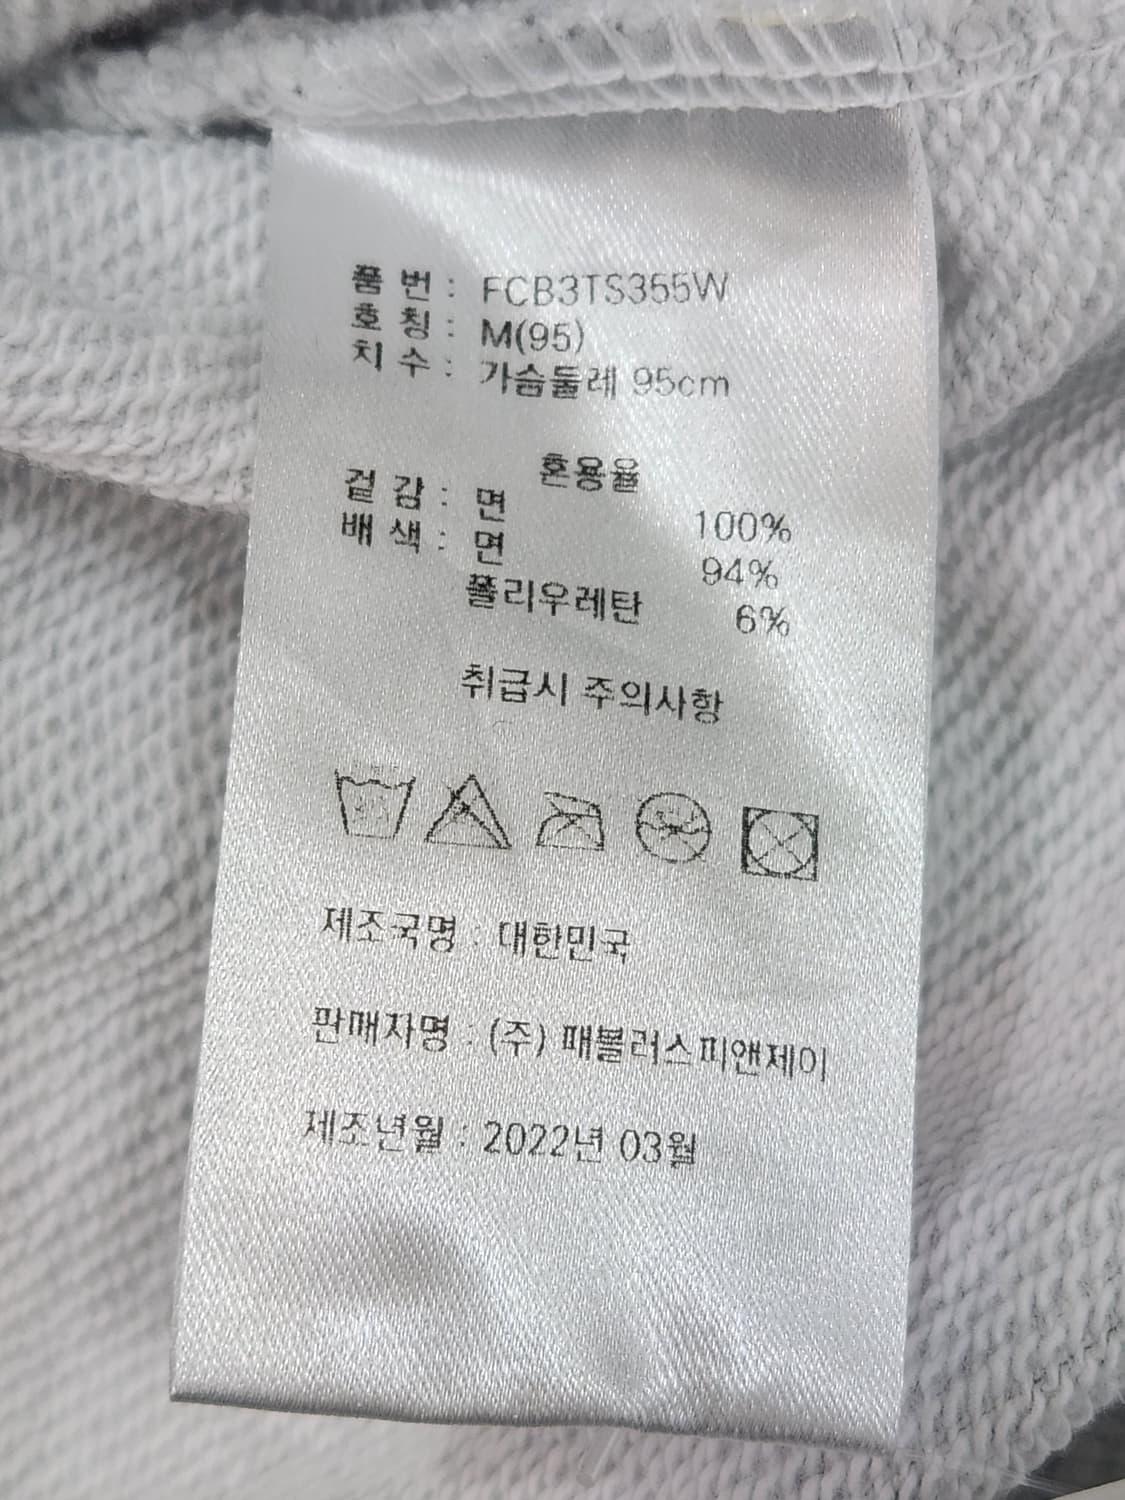 품 번 : FCB3TS355W
호 칭 : M(95)
치 수 : 가슴둘레 95cm
혼용율
겉 감 : 면 100%
배 색 : 면 94%
폴리우레탄 6%
취급시 주의사항
제조국명 : 대한민국
판매자명 : (주) 패블러스피앤제이
제조년월 : 2022년 03월